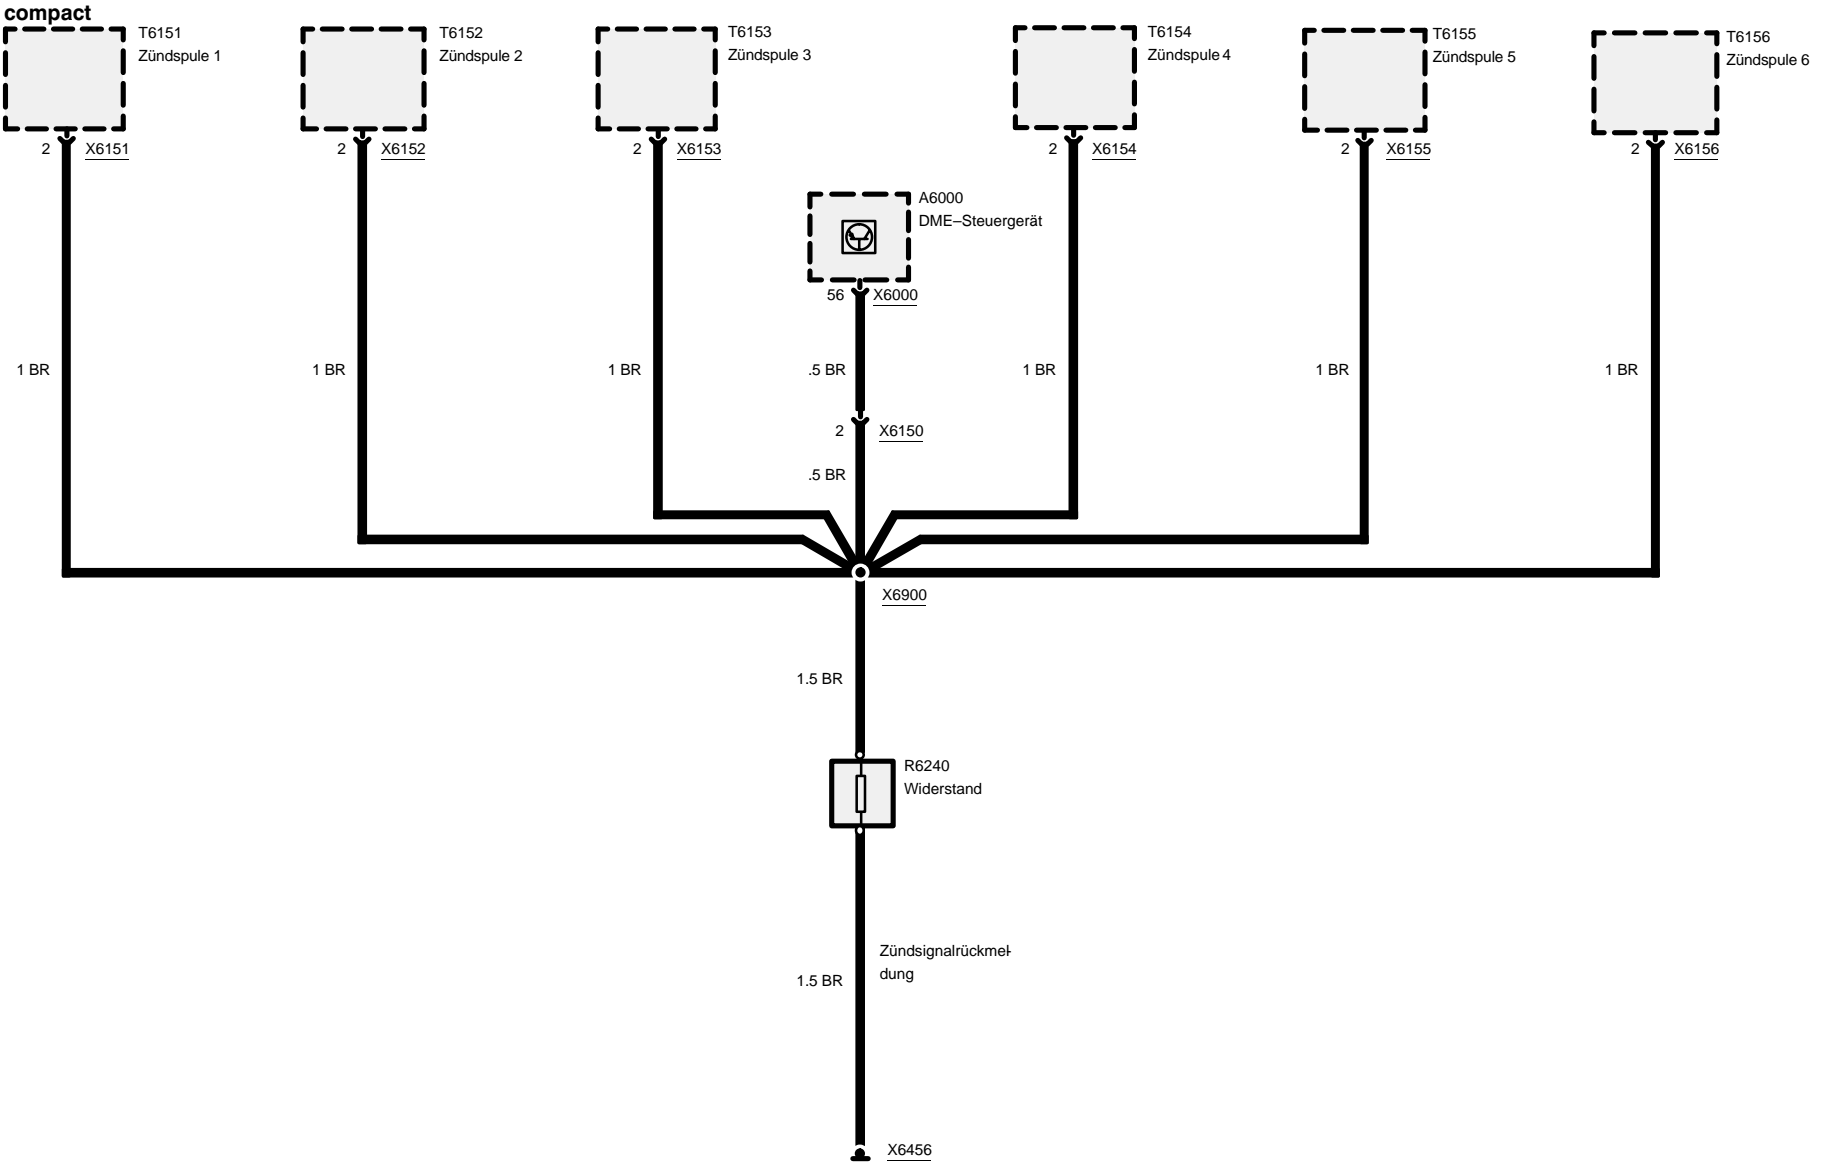 compact
T6151
Zündspule 1
T6152
Zündspule 2
T6153
Zündspule 3
T6154
Zündspule 4
T6155
Zündspule 5
T6156
Zündspule 6
2 X6151
2 X6152
2 X6153
2 X6154
2 X6155
2 X6156
A6000
DME–Steuergerät
56 X6000
1 BR
1 BR
1 BR
.5 BR
1 BR
1 BR
1 BR
2 X6150
.5 BR
X6900
1.5 BR
R6240
Widerstand
Zündsignalrückmel-
dung
1.5 BR
X6456